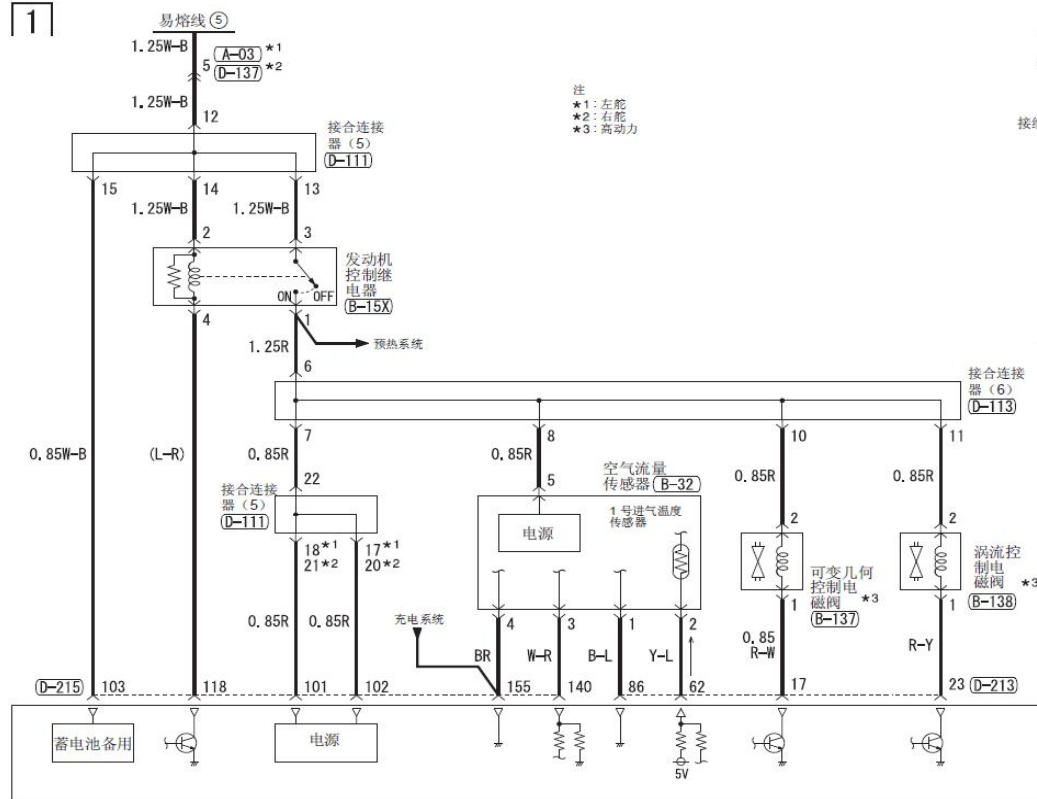 1
易熔线⑤
1.25W-B
5 A-03 *1
D-137 *2
1.25W-B
12
注
*1:左舵
*2:右舵
*3:高动力
接合连接
器(5)
D-111
15 14 13
1.25W-B 1.25W-B
2 3
发动机
控制继
电器
B-15X
ON OFF
4 1
预热系统
1.25R
6
接合连接
器(6)
D-113
7 8 10 11
0.85W-B (L-R) 0.85R 0.85R 0.85R 0.85R
22
接合连接
器(5)
D-111
5
空气流量
传感器 B-32
1号进气温度
传感器
电源
2 2
18*1 17*1
21*2 20*2
可变几何
控制电
磁阀 *3
B-137
涡流控
制电
磁阀 *3
B-138
充电系统
4 3 1 2 1 1
0.85R 0.85R
BR W-R B-L Y-L
0.85
R-W
R-Y
D-215 103 118 101 102 155 140 86 62 17 23 D-213
蓄电池备用
电源
5V